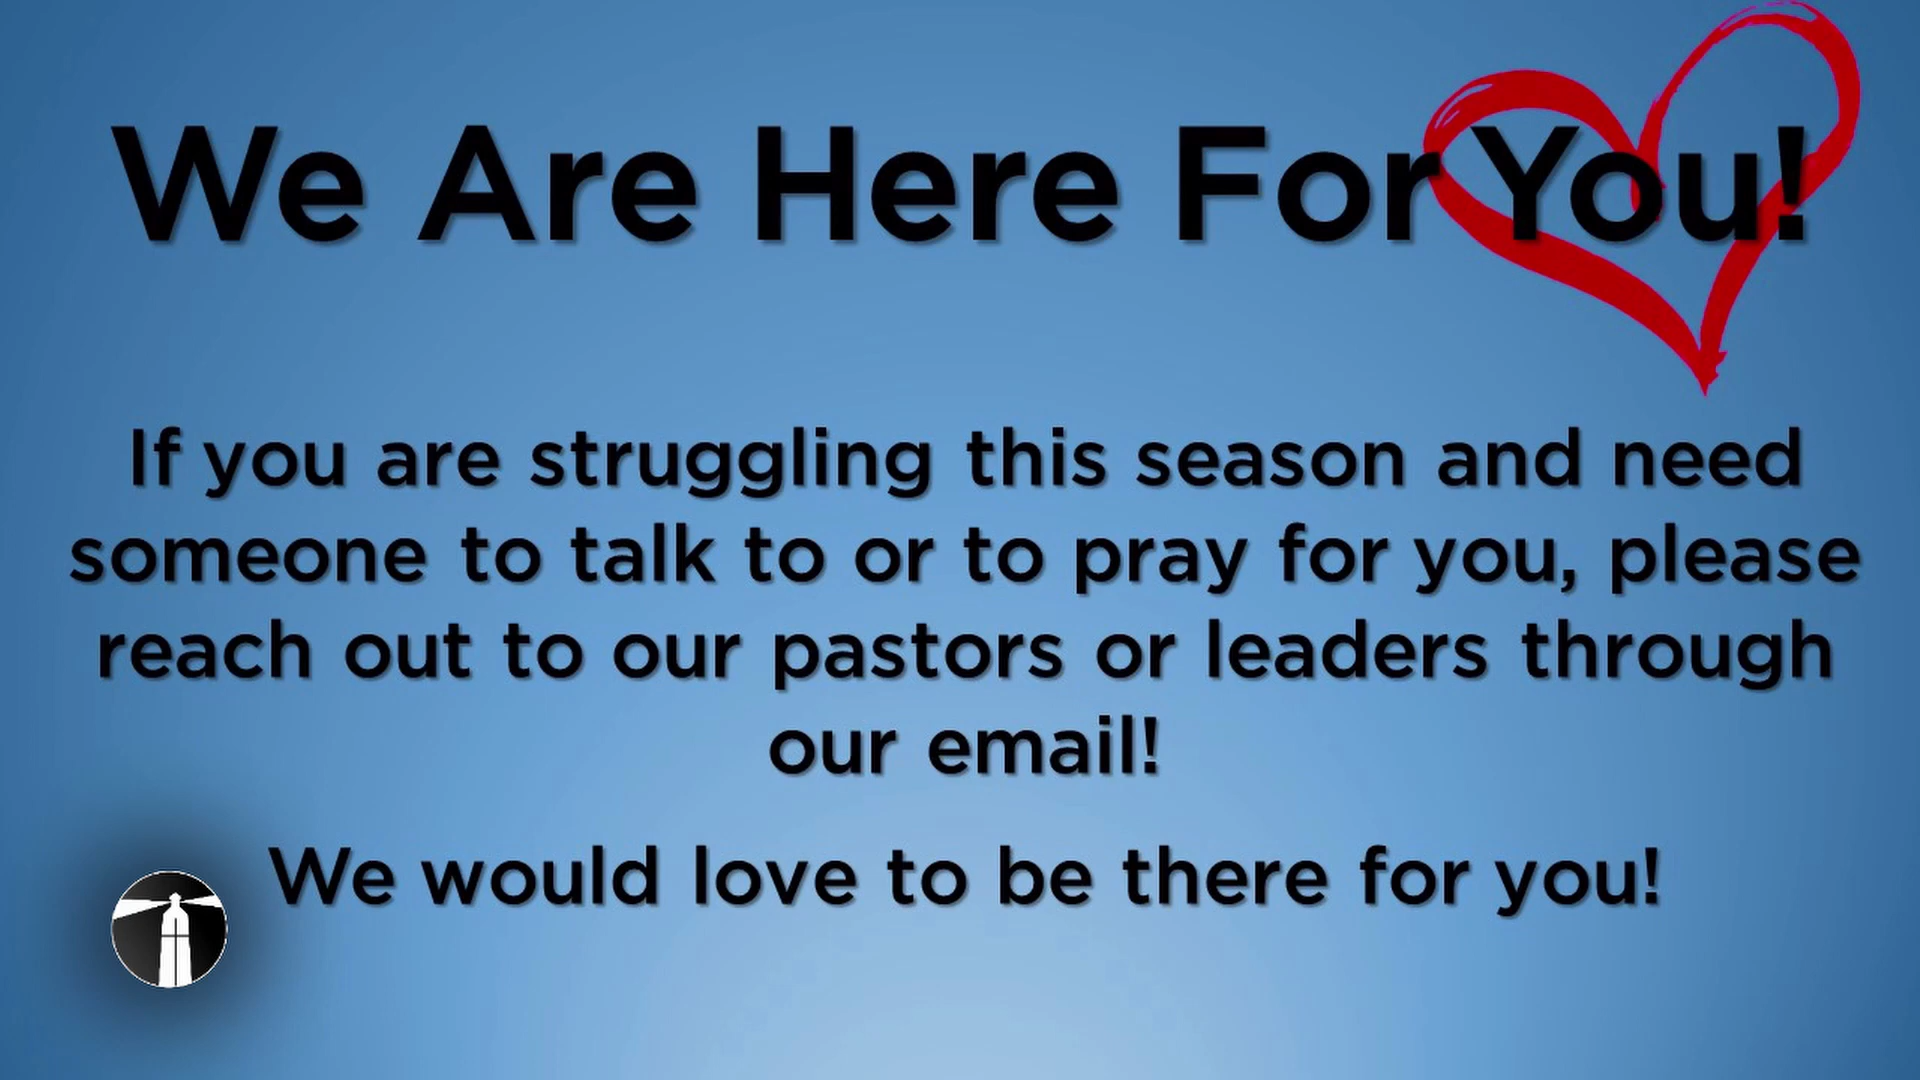 We Are Here For You!
If you are struggling this season and need
someone to talk to or to pray for you, please
reach out to our pastors or leaders through
our email!
We would love to be there for you!